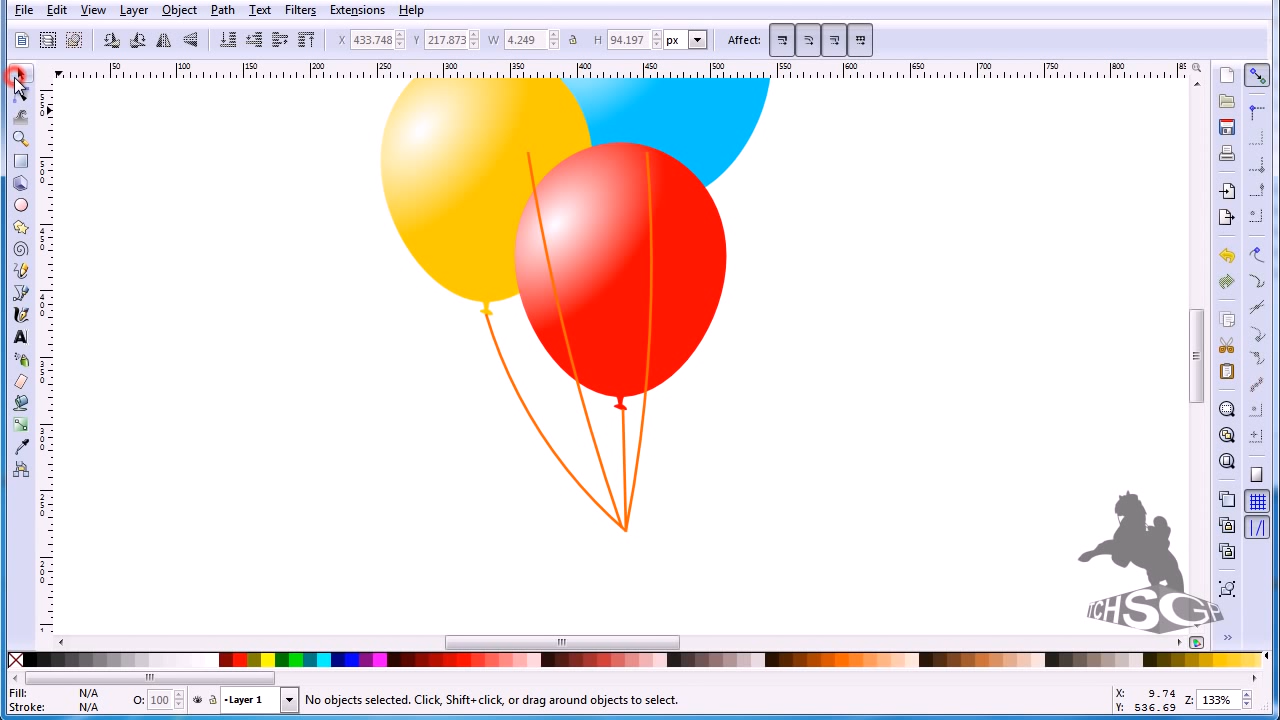 File Edit View Layer Object Path Text Filters Extensions Help
X 433.748 Y 217.873 W 4.249 H 94.197 px Affect:
50 100 150 200 250 300 350 400 450 500 550 600 650 700 750 800
A
TCHSGP
Fill: N/A O: 100 Layer 1 No objects selected. Click, Shift+click, or drag around objects to select. X: 9.74 Z: 133%
Stroke: N/A Y: 536.69